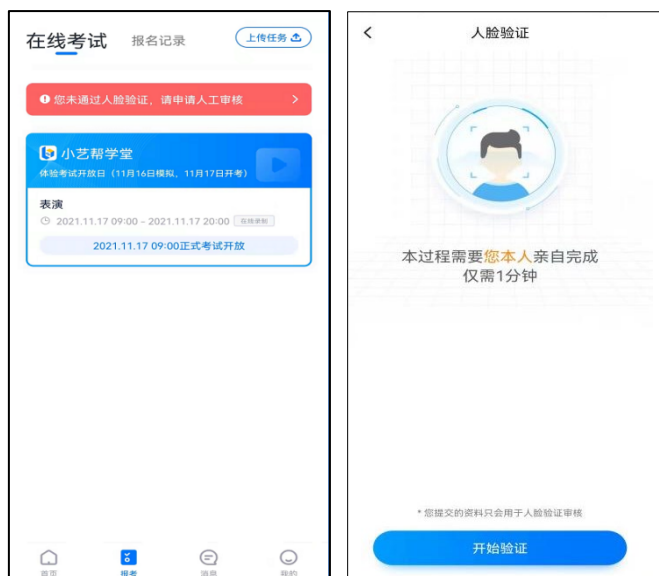 在线考试
报名记录
上传任务
您未通过人脸验证，请申请人工审核
小艺帮学堂
体验考试开放日（11月16日模拟，11月17日开考）
表演
2021.11.17 09:00 ~ 2021.11.17 20:00 在线录制
2021.11.17 09:00正式考试开放
首页
报考
消息
我的
人脸验证
本过程需要您本人亲自完成
仅需1分钟
* 您提交的资料只会用于人脸验证审核
开始验证